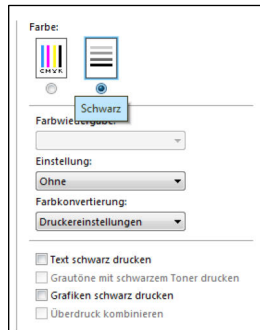 Farbe:
CMYK
Schwarz
Farbwiedergabe:
Einstellung:
Ohne
Farbkonvertierung:
Druckereinstellungen
Text schwarz drucken
Grautöne mit schwarzem Toner drucken
Grafiken schwarz drucken
Überdruck kombinieren